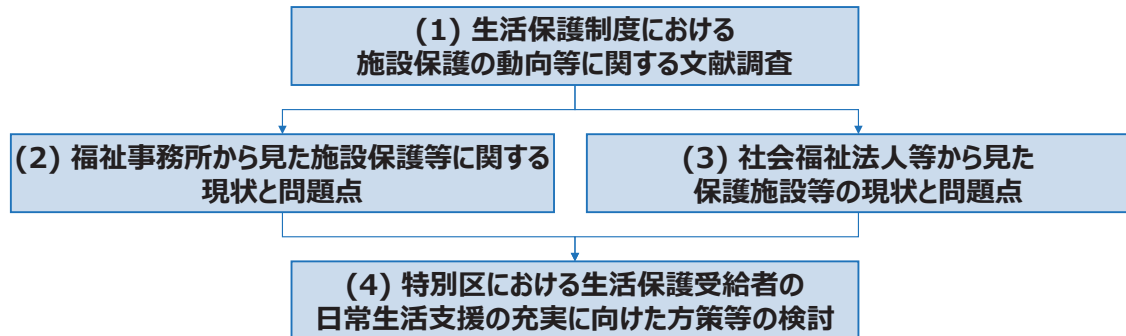 (1) 生活保護制度における
施設保護の動向等に関する文献調査
(2) 福祉事務所から見た施設保護等に関する
現状と問題点
(3) 社会福祉法人等から見た
保護施設等の現状と問題点
(4) 特別区における生活保護受給者の
日常生活支援の充実に向けた方策等の検討